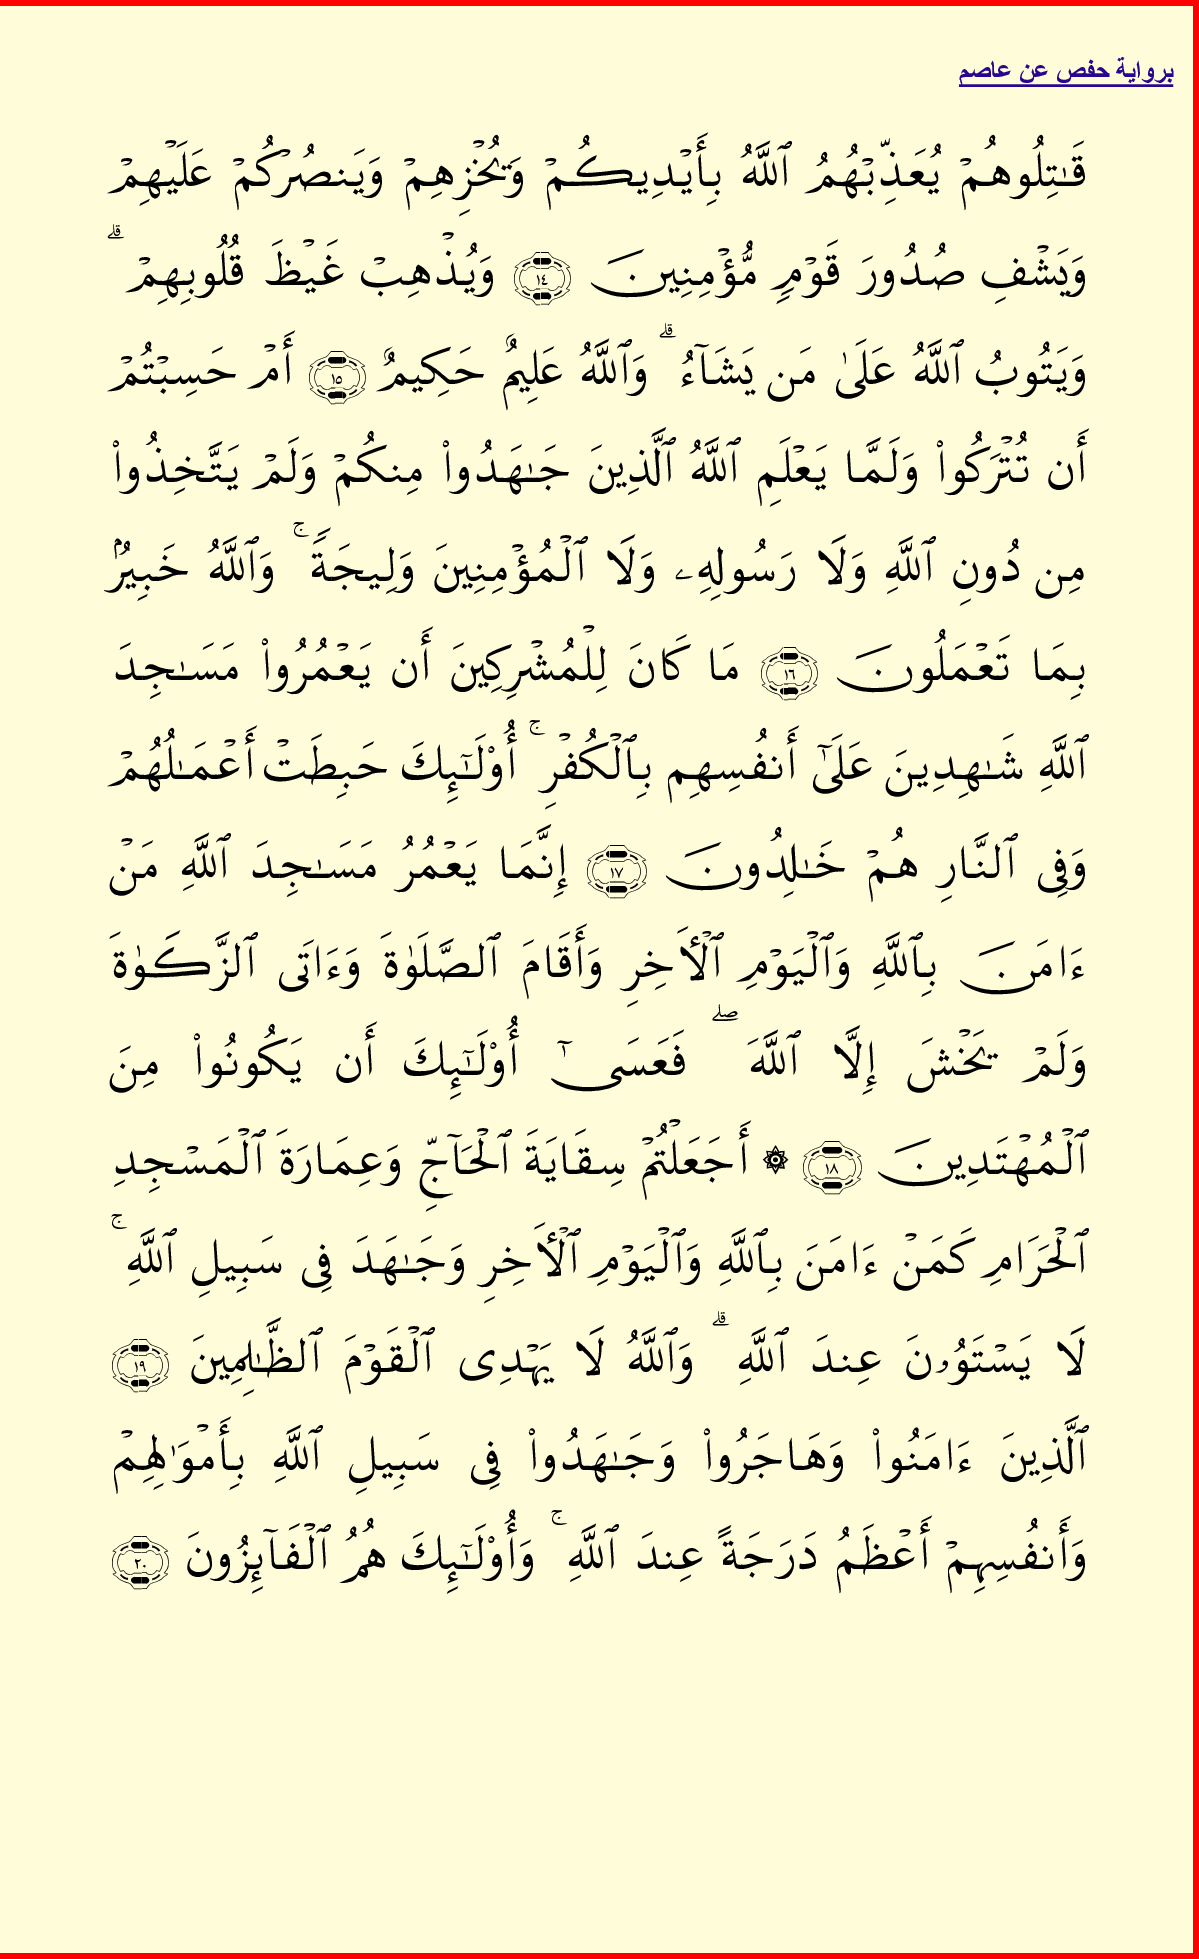 برواية حفص عن عاصم
قَٰتِلُوهُمْ يُعَذِّبْهُمُ ٱللَّهُ بِأَيْدِيكُمْ وَيُخْزِهِمْ وَيَنصُرْكُمْ عَلَيْهِمْ
وَيَشْفِ صُدُورَ قَوْمٍ مُّؤْمِنِينَ ١٤ وَيُذْهِبْ غَيْظَ قُلُوبِهِمْ ۗ
وَيَتُوبُ ٱللَّهُ عَلَىٰ مَن يَشَآءُ ۗ وَٱللَّهُ عَلِيمٌ حَكِيمٌ ١٥ أَمْ حَسِبْتُمْ
أَن تُتْرَكُوا۟ وَلَمَّا يَعْلَمِ ٱللَّهُ ٱلَّذِينَ جَٰهَدُوا۟ مِنكُمْ وَلَمْ يَتَّخِذُوا۟
مِن دُونِ ٱللَّهِ وَلَا رَسُولِهِۦ وَلَا ٱلْمُؤْمِنِينَ وَلِيجَةً ۚ وَٱللَّهُ خَبِيرٌۢ
بِمَا تَعْمَلُونَ ١٦ مَا كَانَ لِلْمُشْرِكِينَ أَن يَعْمُرُوا۟ مَسَٰجِدَ
ٱللَّهِ شَٰهِدِينَ عَلَىٰٓ أَنفُسِهِم بِٱلْكُفْرِ ۚ أُو۟لَٰٓئِكَ حَبِطَتْ أَعْمَٰلُهُمْ
وَفِى ٱلنَّارِ هُمْ خَٰلِدُونَ ١٧ إِنَّمَا يَعْمُرُ مَسَٰجِدَ ٱللَّهِ مَنْ
ءَامَنَ بِٱللَّهِ وَٱلْيَوْمِ ٱلْـَٔاخِرِ وَأَقَامَ ٱلصَّلَوٰةَ وَءَاتَى ٱلزَّكَوٰةَ
وَلَمْ يَخْشَ إِلَّا ٱللَّهَ ۖ فَعَسَىٰٓ أُو۟لَٰٓئِكَ أَن يَكُونُوا۟ مِنَ
ٱلْمُهْتَدِينَ ١٨ ۞ أَجَعَلْتُمْ سِقَايَةَ ٱلْحَآجِّ وَعِمَارَةَ ٱلْمَسْجِدِ
ٱلْحَرَامِ كَمَنْ ءَامَنَ بِٱللَّهِ وَٱلْيَوْمِ ٱلْـَٔاخِرِ وَجَٰهَدَ فِى سَبِيلِ ٱللَّهِ ۚ
لَا يَسْتَوُۥنَ عِندَ ٱللَّهِ ۗ وَٱللَّهُ لَا يَهْدِى ٱلْقَوْمَ ٱلظَّٰلِمِينَ ١٩
ٱلَّذِينَ ءَامَنُوا۟ وَهَاجَرُوا۟ وَجَٰهَدُوا۟ فِى سَبِيلِ ٱللَّهِ بِأَمْوَٰلِهِمْ
وَأَنفُسِهِمْ أَعْظَمُ دَرَجَةً عِندَ ٱللَّهِ ۚ وَأُو۟لَٰٓئِكَ هُمُ ٱلْفَآئِزُونَ ٢٠